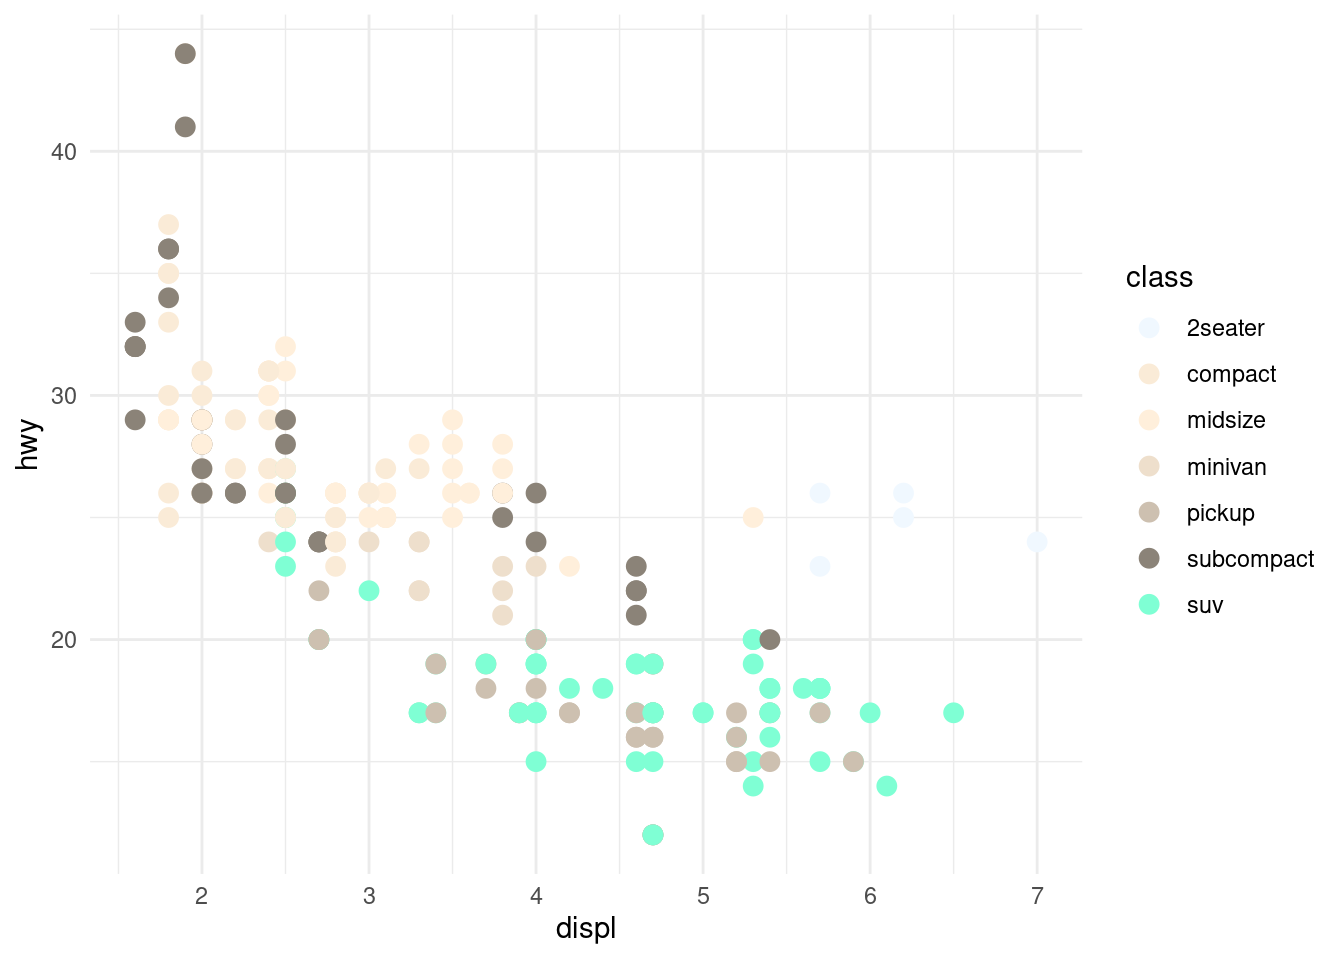 40
30
20
hwy
2
3
4
5
6
7
displ
class
2seater
compact
midsize
minivan
pickup
subcompact
suv